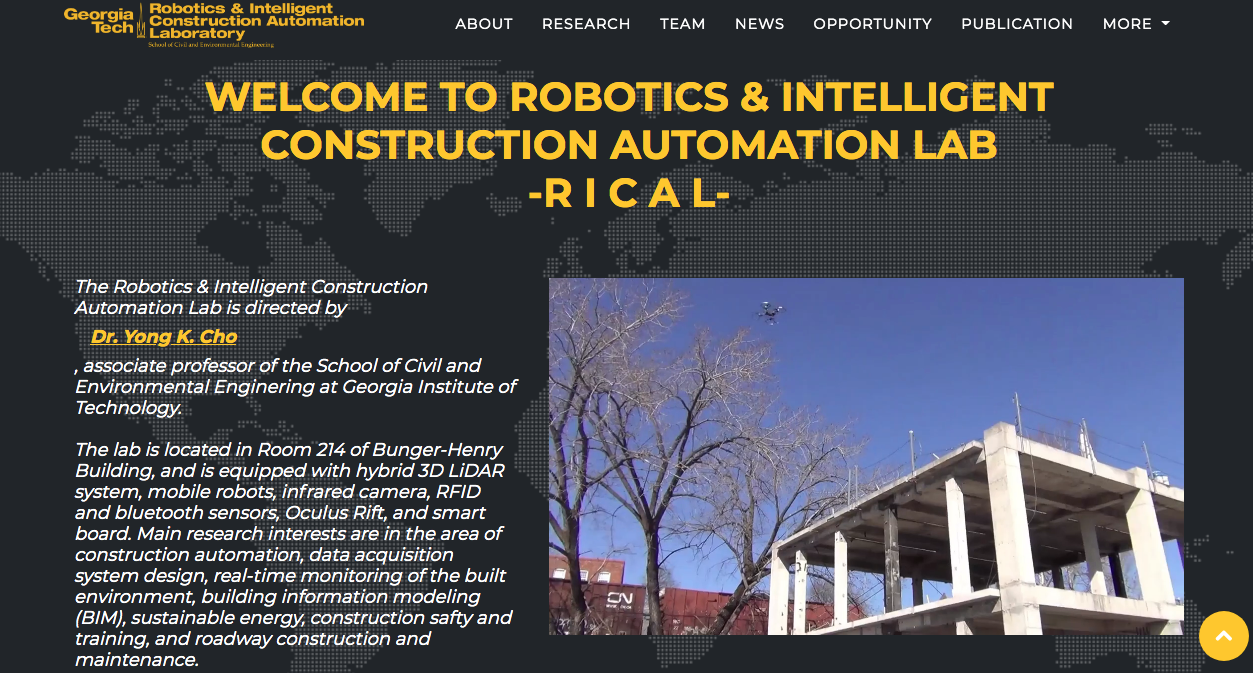 Georgia Tech
Robotics & Intelligent
Construction Automation
Laboratory
School of Civil and Environmental Engineering
ABOUT
RESEARCH
TEAM
NEWS
OPPORTUNITY
PUBLICATION
MORE
WELCOME TO ROBOTICS & INTELLIGENT
CONSTRUCTION AUTOMATION LAB
-R I C A L-
The Robotics & Intelligent Construction
Automation Lab is directed by
Dr. Yong K. Cho
, associate professor of the School of Civil and
Environmental Enginering at Georgia Institute of
Technology.
The lab is located in Room 214 of Bunger-Henry
Building, and is equipped with hybrid 3D LiDAR
system, mobile robots, infrared camera, RFID
and bluetooth sensors, Oculus Rift, and smart
board. Main research interests are in the area of
construction automation, data acquisition
system design, real-time monitoring of the built
environment, building information modeling
(BIM), sustainable energy, construction safty and
training, and roadway construction and
maintenance.
CN